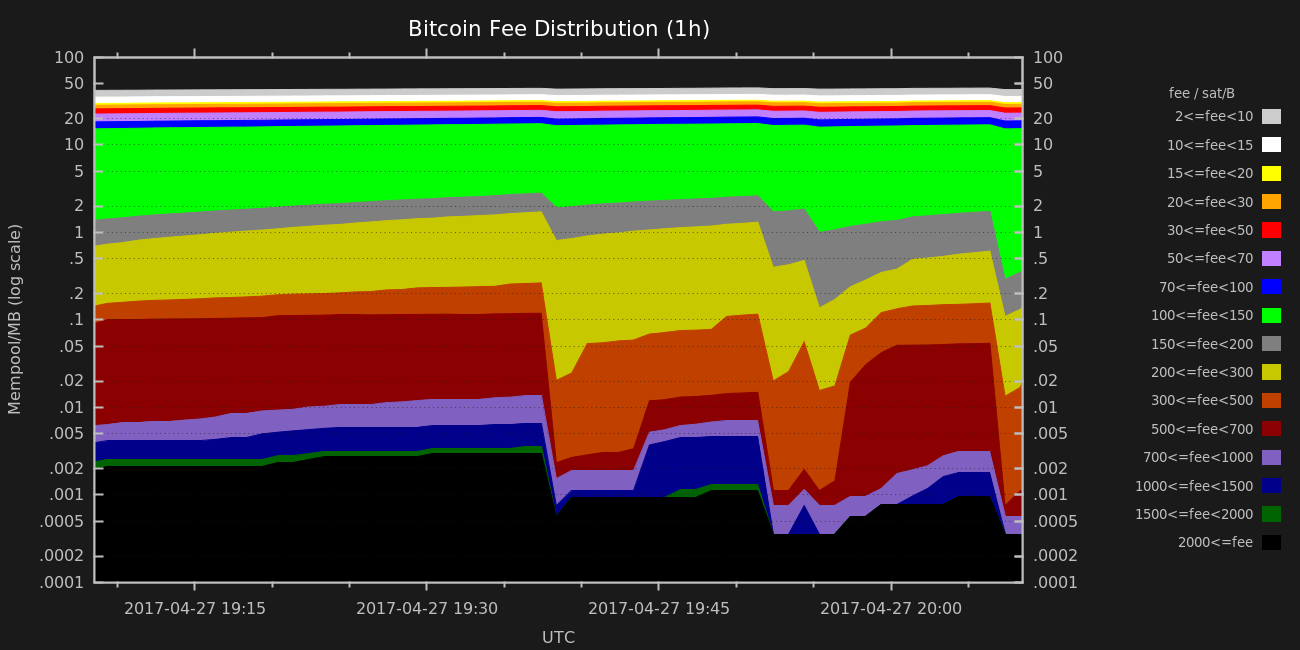 Bitcoin Fee Distribution (1h)
Mempool/MB (log scale)
100
50
20
10
5
2
1
.5
.2
.1
.05
.02
.01
.005
.002
.001
.0005
.0002
.0001
100
50
20
10
5
2
1
.5
.2
.1
.05
.02
.01
.005
.002
.001
.0005
.0002
.0001
2017-04-27 19:15 2017-04-27 19:30 2017-04-27 19:45 2017-04-27 20:00
UTC
fee / sat/B
2<=fee<10
10<=fee<15
15<=fee<20
20<=fee<30
30<=fee<50
50<=fee<70
70<=fee<100
100<=fee<150
150<=fee<200
200<=fee<300
300<=fee<500
500<=fee<700
700<=fee<1000
1000<=fee<1500
1500<=fee<2000
2000<=fee